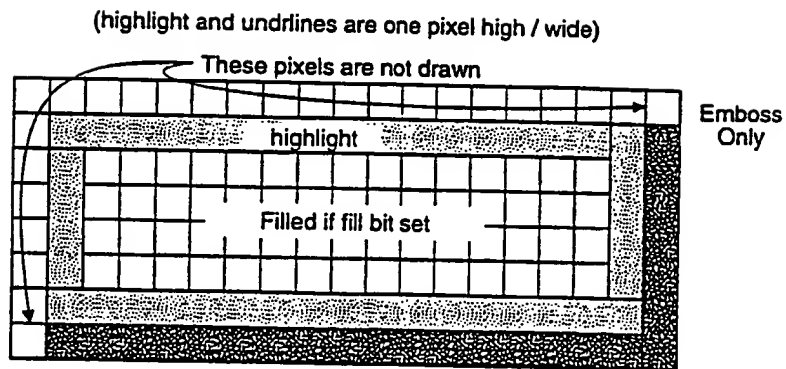 (highlight and undrlines are one pixel high / wide)
These pixels are not drawn
Emboss
Only
highlight
Filled if fill bit set